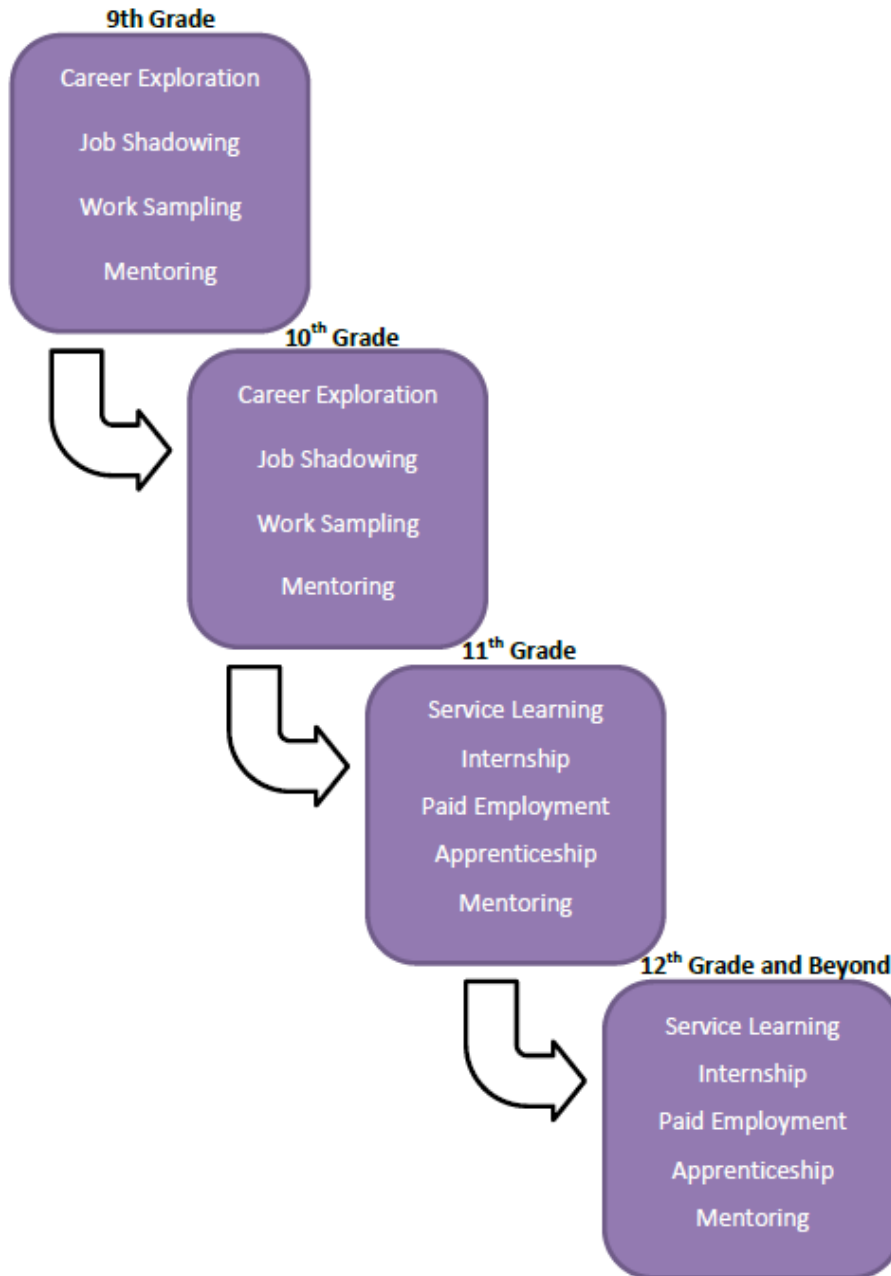 9th Grade
Career Exploration
Job Shadowing
Work Sampling
Mentoring
10th Grade
Career Exploration
Job Shadowing
Work Sampling
Mentoring
11th Grade
Service Learning
Internship
Paid Employment
Apprenticeship
Mentoring
12th Grade and Beyond
Service Learning
Internship
Paid Employment
Apprenticeship
Mentoring